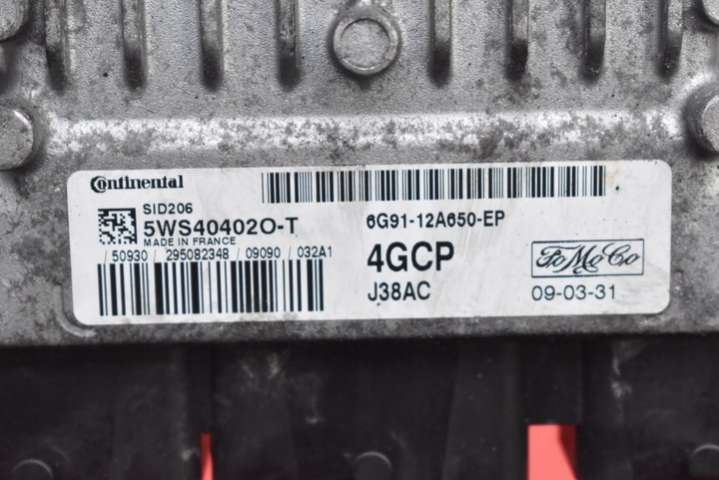 Continental
SID206
5WS40402O-T
MADE IN FRANCE
/ 50930 / 295082348 / 09090 / 032A1
6G91-12A650-EP
4GCP
J38AC
FoMoCo
09-03-31